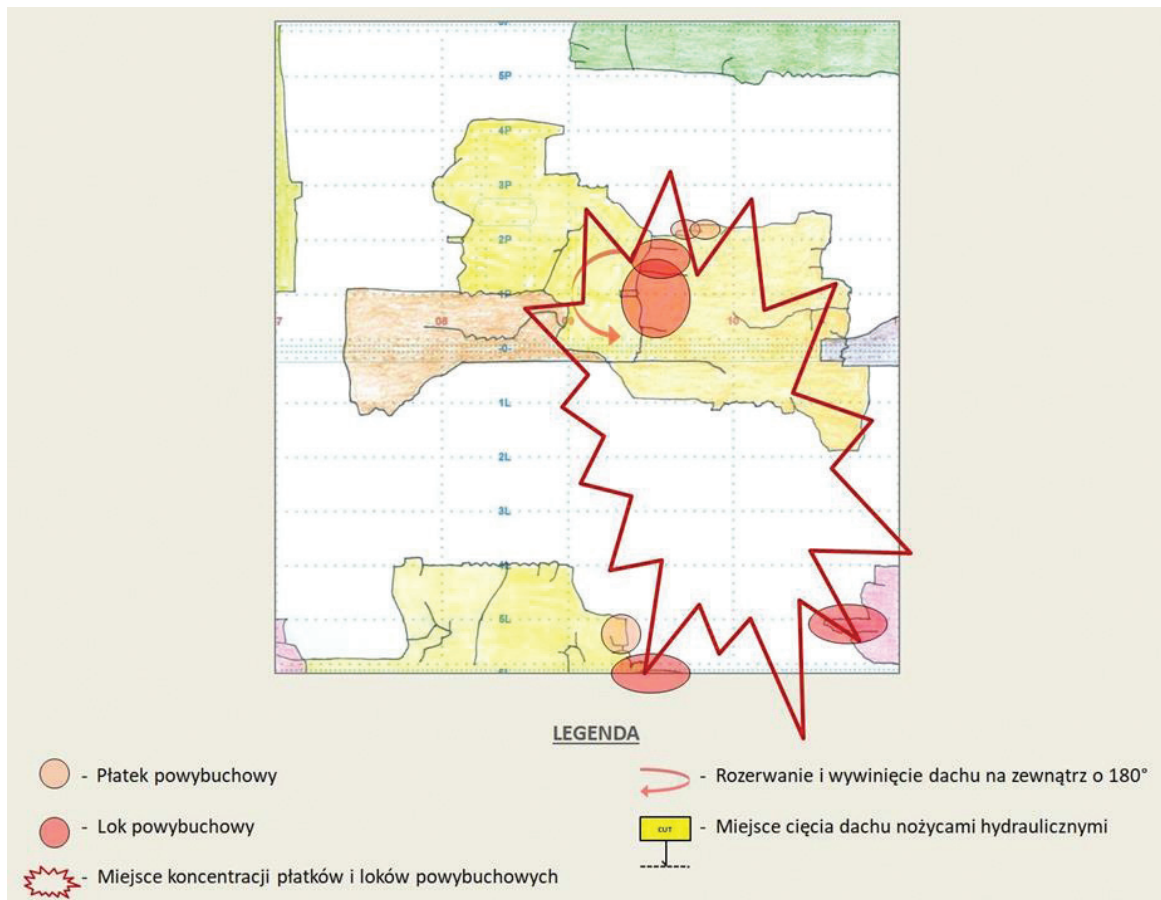 5P
4P
3P
2P
1P
7 08 09 10
-0-
1L
2L
3L
4L
5L
LEGENDA
- Płatek powybuchowy
- Rozerwanie i wywinięcie dachu na zewnątrz o 180°
- Lok powybuchowy
CUT - Miejsce cięcia dachu nożycami hydraulicznymi
- Miejsce koncentracji płatków i loków powybuchowych